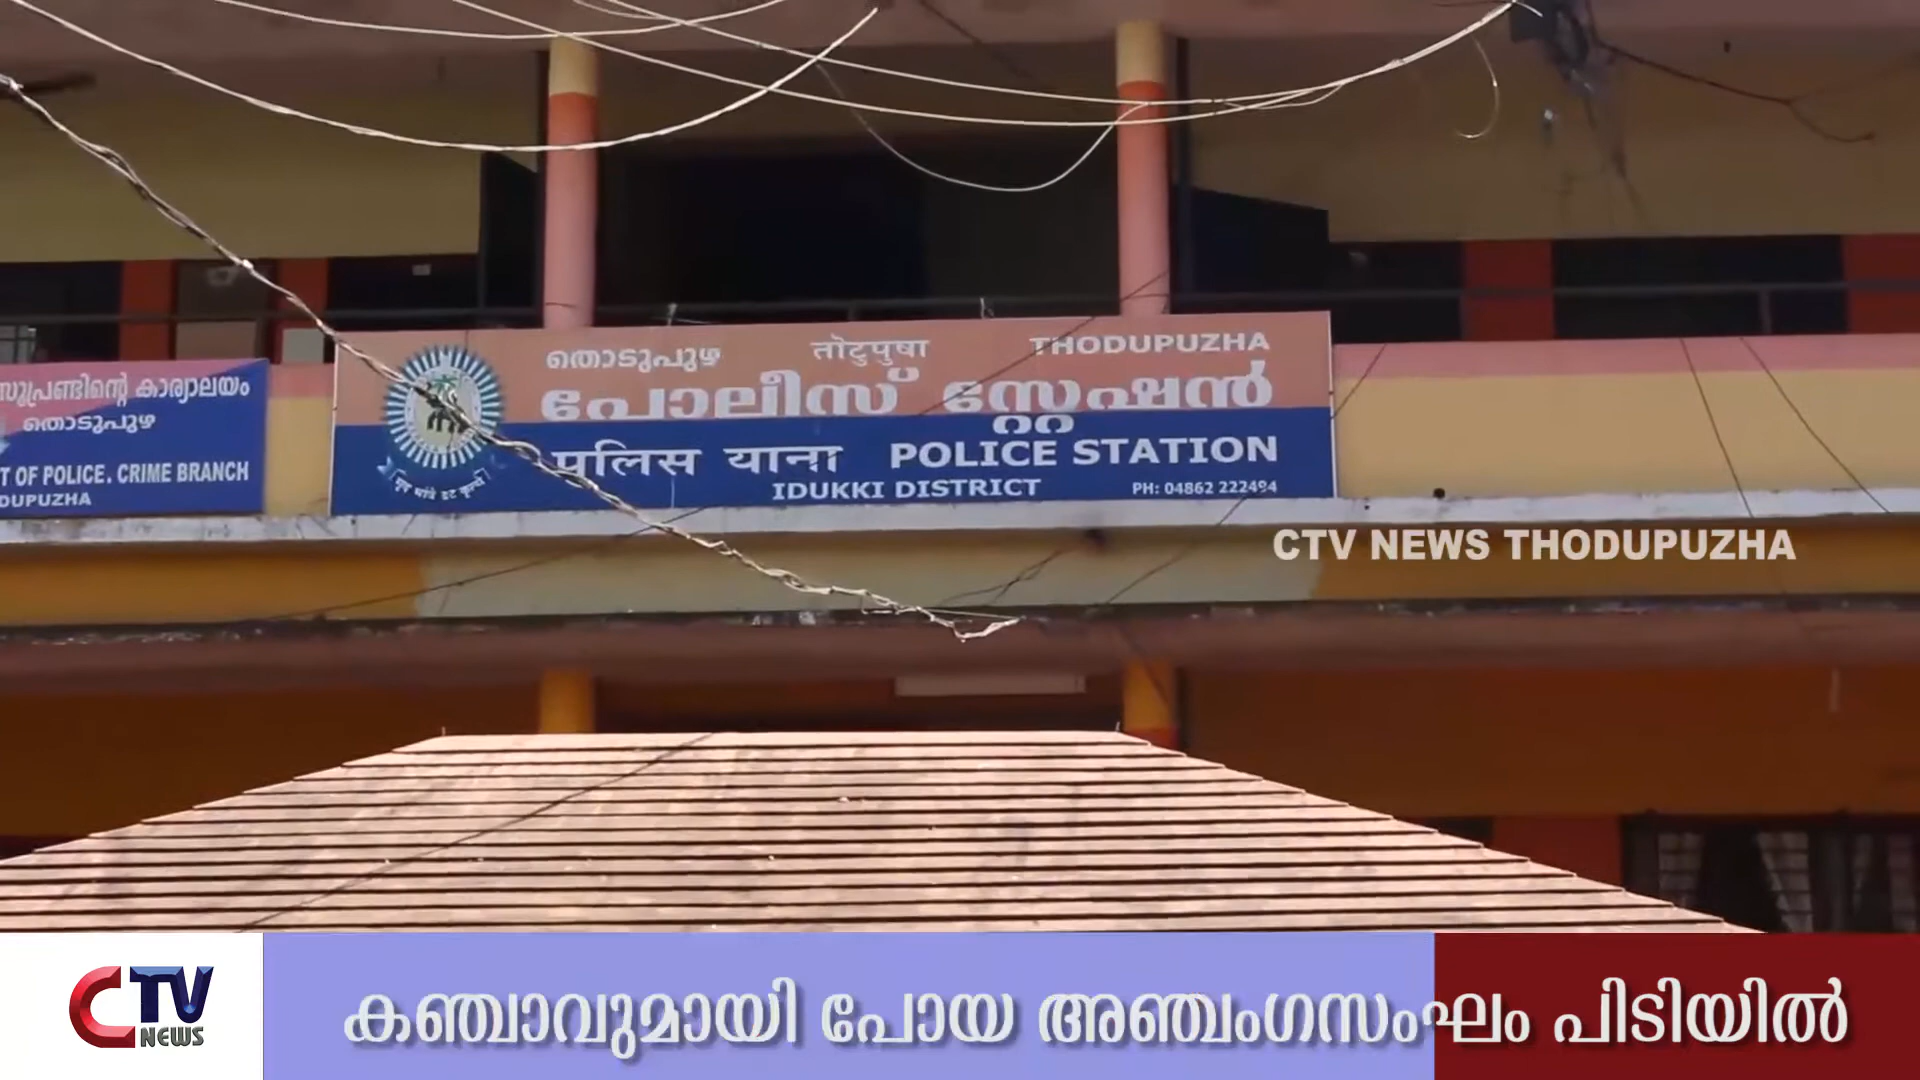 തൊടുപുഴ तोटुपुषा THODUPUZHA
പോലീസ് സ്റ്റേഷൻ
POLICE STATION
IDUKKI DISTRICT PH: 04862 222494
സൂപ്രണ്ടിന്റെ കാര്യാലയം
തൊടുപുഴ
T OF POLICE. CRIME BRANCH
DUPUZHA
CTV NEWS THODUPUZHA
CTV NEWS
കഞ്ചാവുമായി പോയ അഞ്ചംഗസംഘം പിടിയിൽ